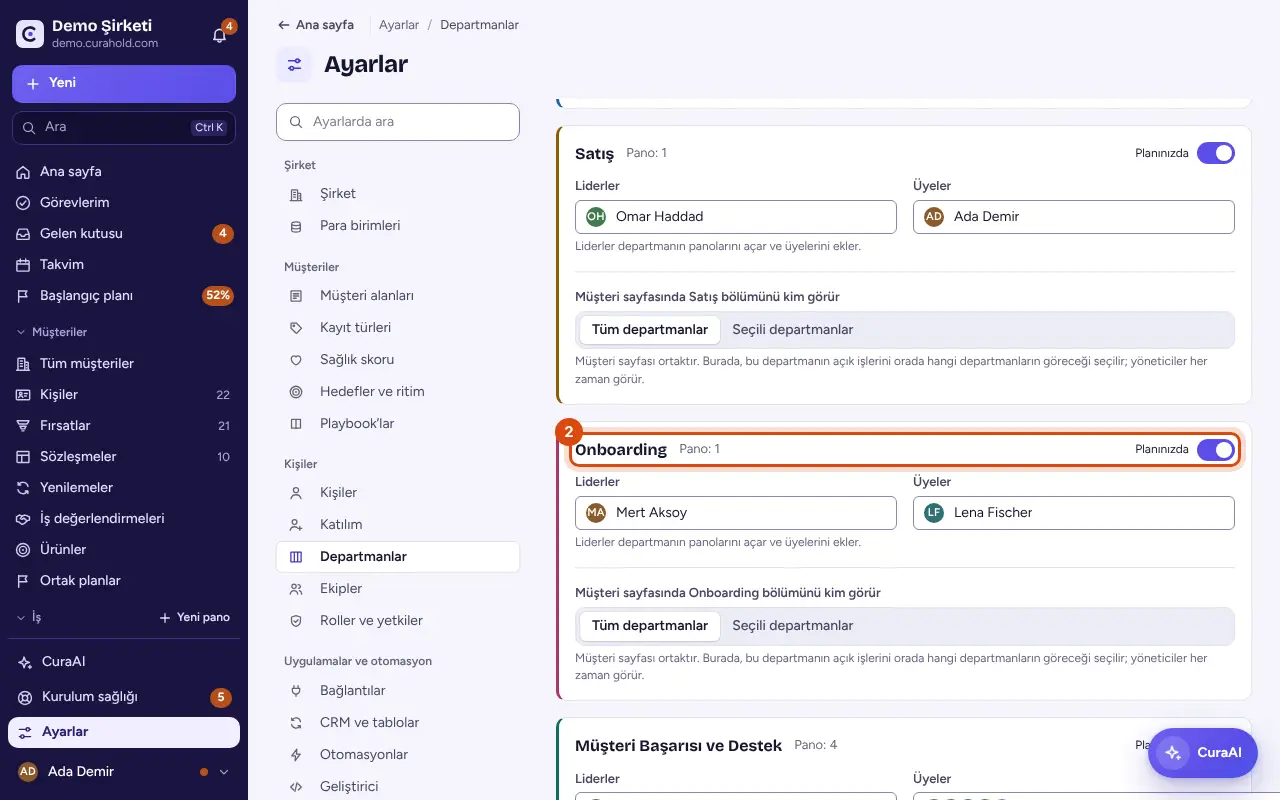 Demo Şirketi
demo.curahold.com
4
Yeni
Ara
Ctrl K
Ana sayfa
Görevlerim
Gelen kutusu
4
Takvim
Başlangıç planı
52%
Müşteriler
Tüm müşteriler
Kişiler
22
Fırsatlar
21
Sözleşmeler
10
Yenilemeler
İş değerlendirmeleri
Ürünler
Ortak planlar
İş
Yeni pano
CuraAI
Kurulum sağlığı
5
Ayarlar
AD
Ada Demir
Ana sayfa
Ayarlar / Departmanlar
Ayarlar
Ayarlarda ara
Şirket
Şirket
Para birimleri
Müşteriler
Müşteri alanları
Kayıt türleri
Sağlık skoru
Hedefler ve ritim
Playbook'lar
Kişiler
Kişiler
Katılım
Departmanlar
Ekipler
Roller ve yetkiler
Uygulamalar ve otomasyon
Bağlantılar
CRM ve tablolar
Otomasyonlar
Geliştirici
Satış
Pano: 1
Planınızda
Liderler
Üyeler
OH
Omar Haddad
AD
Ada Demir
Liderler departmanın panolarını açar ve üyelerini ekler.
Müşteri sayfasında Satış bölümünü kim görür
Tüm departmanlar
Seçili departmanlar
Müşteri sayfası ortaktır. Burada, bu departmanın açık işlerini orada hangi departmanların göreceği seçilir; yöneticiler her
zaman görür.
2
Onboarding
Pano: 1
Planınızda
Liderler
Üyeler
MA
Mert Aksoy
LF
Lena Fischer
Liderler departmanın panolarını açar ve üyelerini ekler.
Müşteri sayfasında Onboarding bölümünü kim görür
Tüm departmanlar
Seçili departmanlar
Müşteri sayfası ortaktır. Burada, bu departmanın açık işlerini orada hangi departmanların göreceği seçilir; yöneticiler her
zaman görür.
Müşteri Başarısı ve Destek
Pano: 4
CuraAI
Liderler
Üyeler